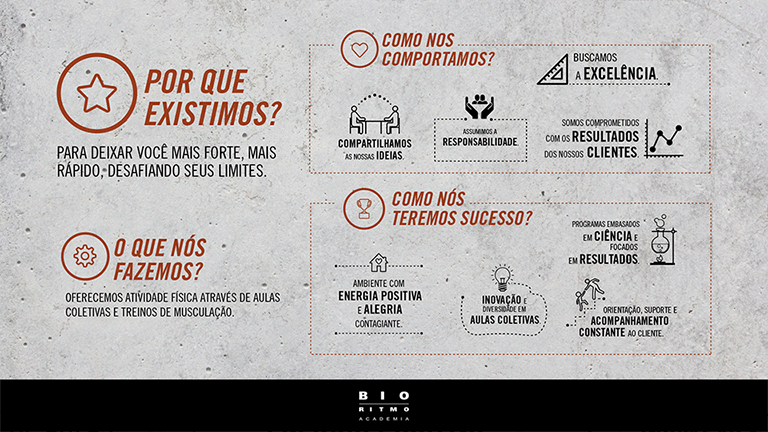 POR QUE
EXISTIMOS?
PARA DEIXAR VOCÊ MAIS FORTE, MAIS
RÁPIDO, DESAFIANDO SEUS LIMITES.
O QUE NÓS
FAZEMOS?
OFERECEMOS ATIVIDADE FÍSICA ATRAVÉS DE AULAS
COLETIVAS E TREINOS DE MUSCULAÇÃO.
COMO NOS
COMPORTAMOS?
BUSCAMOS
A EXCELÊNCIA.
COMPARTILHAMOS
AS NOSSAS IDEIAS.
ASSUMIMOS A
RESPONSABILIDADE.
SOMOS COMPROMETIDOS
COM OS RESULTADOS
DOS NOSSOS CLIENTES.
COMO NÓS
TEREMOS SUCESSO?
PROGRAMAS EMBASADOS
EM CIÊNCIA E
FOCADOS
EM RESULTADOS.
AMBIENTE COM
ENERGIA POSITIVA
E ALEGRIA
CONTAGIANTE.
INOVAÇÃO E
DIVERSIDADE EM
AULAS COLETIVAS.
ORIENTAÇÃO, SUPORTE E
ACOMPANHAMENTO
CONSTANTE AO CLIENTE.
BIO
RITMO
ACADEMIA